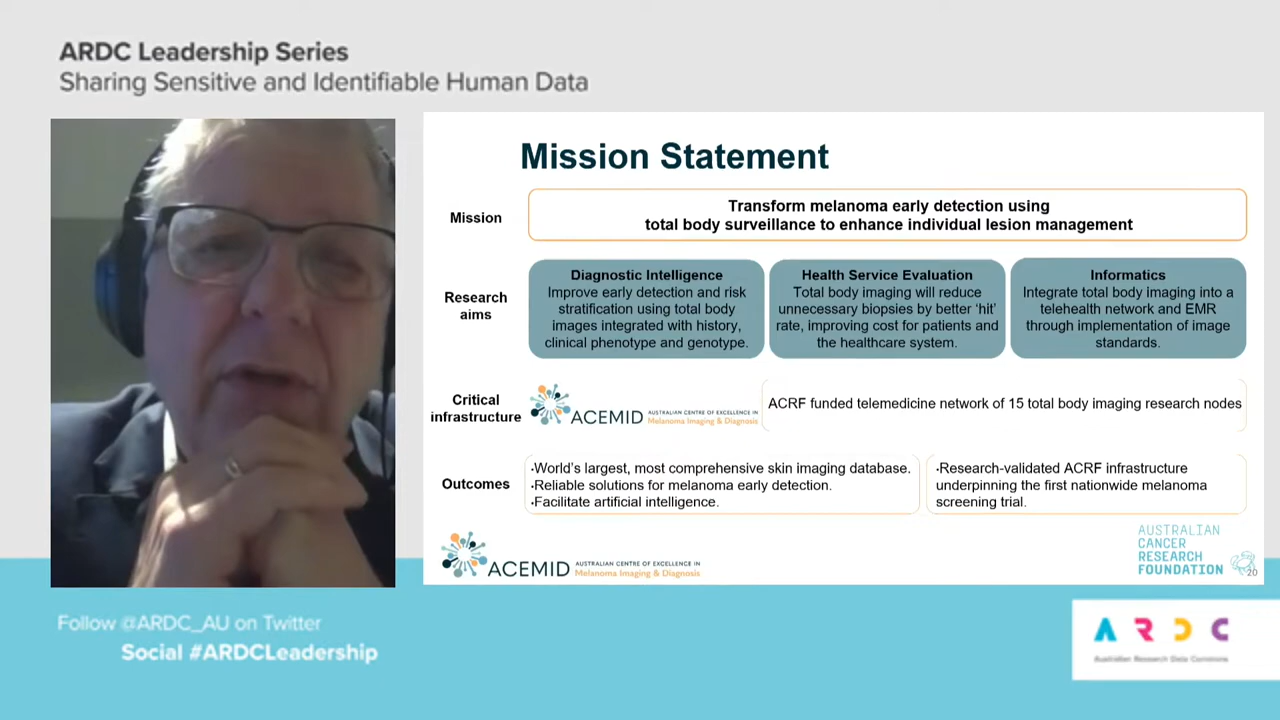 ARDC Leadership Series
Sharing Sensitive and Identifiable Human Data
Mission Statement
Mission
Transform melanoma early detection using
total body surveillance to enhance individual lesion management
Research
aims
Diagnostic Intelligence
Improve early detection and risk
stratification using total body
images integrated with history,
clinical phenotype and genotype.
Health Service Evaluation
Total body imaging will reduce
unnecessary biopsies by better ‘hit’
rate, improving cost for patients and
the healthcare system.
Informatics
Integrate total body imaging into a
telehealth network and EMR
through implementation of image
standards.
Critical
infrastructure
ACEMID
AUSTRALIAN CENTRE OF EXCELLENCE IN
Melanoma Imaging & Diagnosis
ACRF funded telemedicine network of 15 total body imaging research nodes
Outcomes
·World’s largest, most comprehensive skin imaging database.
·Reliable solutions for melanoma early detection.
·Facilitate artificial intelligence.
·Research-validated ACRF infrastructure
underpinning the first nationwide melanoma
screening trial.
ACEMID
AUSTRALIAN CENTRE OF EXCELLENCE IN
Melanoma Imaging & Diagnosis
AUSTRALIAN
CANCER
RESEARCH
FOUNDATION
20
Follow @ARDC_AU on Twitter
Social #ARDCLeadership
ARDC
Australian Research Data Commons